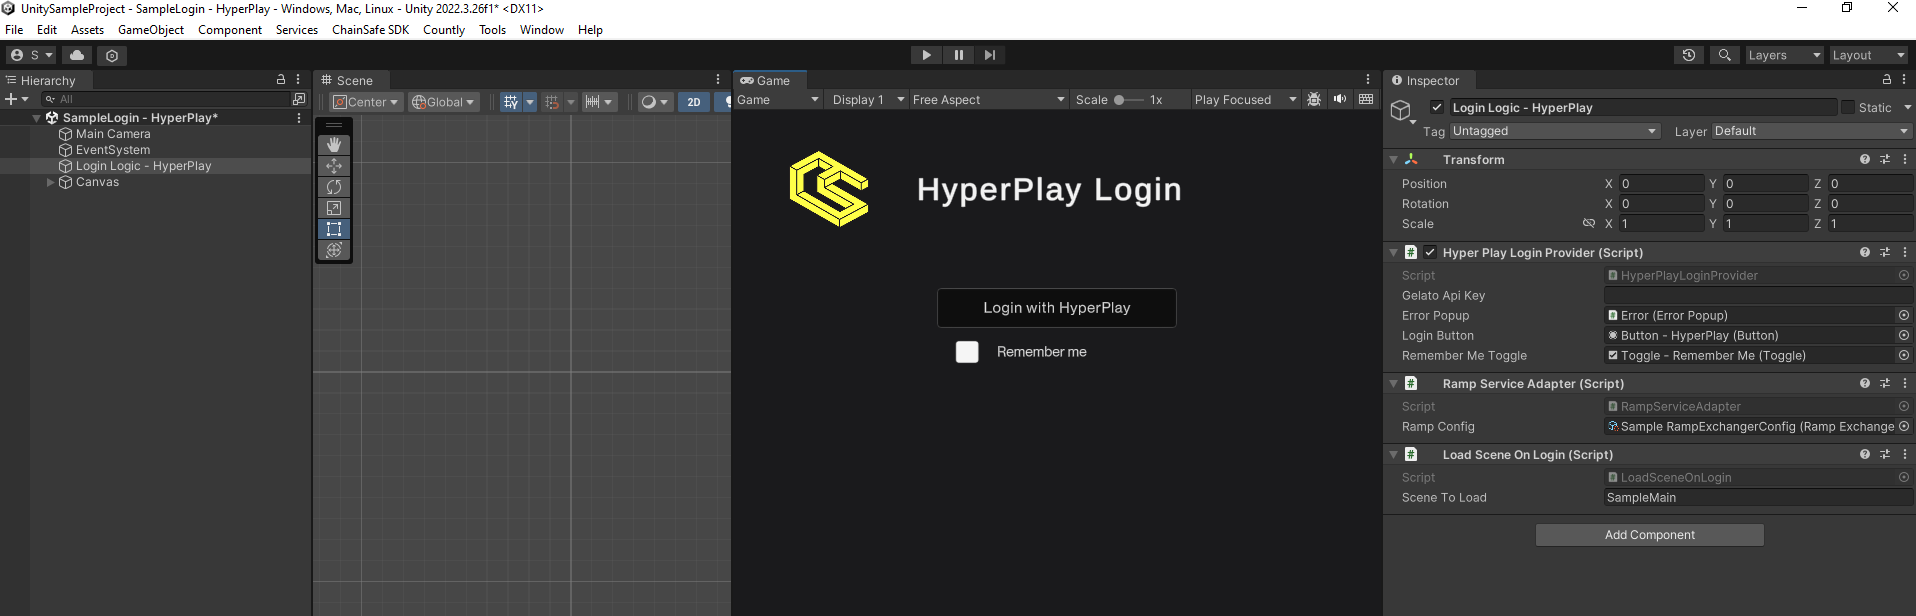 UnitySampleProject - SampleLogin - HyperPlay - Windows, Mac, Linux - Unity 2022.3.26f1* <DX11>
File Edit Assets GameObject Component Services ChainSafe SDK Countly Tools Window Help
S
Layers
Layout
Hierarchy
All
SampleLogin - HyperPlay*
Main Camera
EventSystem
Login Logic - HyperPlay
Canvas
Scene
Center
Global
2D
Game
Game
Display 1
Free Aspect
Scale
1x
Play Focused
HyperPlay Login
Login with HyperPlay
Remember me
Inspector
Login Logic - HyperPlay
Static
Tag Untagged
Layer Default
Transform
Position X 0 Y 0 Z 0
Rotation X 0 Y 0 Z 0
Scale X 1 Y 1 Z 1
Hyper Play Login Provider (Script)
Script HyperPlayLoginProvider
Gelato Api Key
Error Popup Error (Error Popup)
Login Button Button - HyperPlay (Button)
Remember Me Toggle Toggle - Remember Me (Toggle)
Ramp Service Adapter (Script)
Script RampServiceAdapter
Ramp Config Sample RampExchangerConfig (Ramp Exchange
Load Scene On Login (Script)
Script LoadSceneOnLogin
Scene To Load SampleMain
Add Component